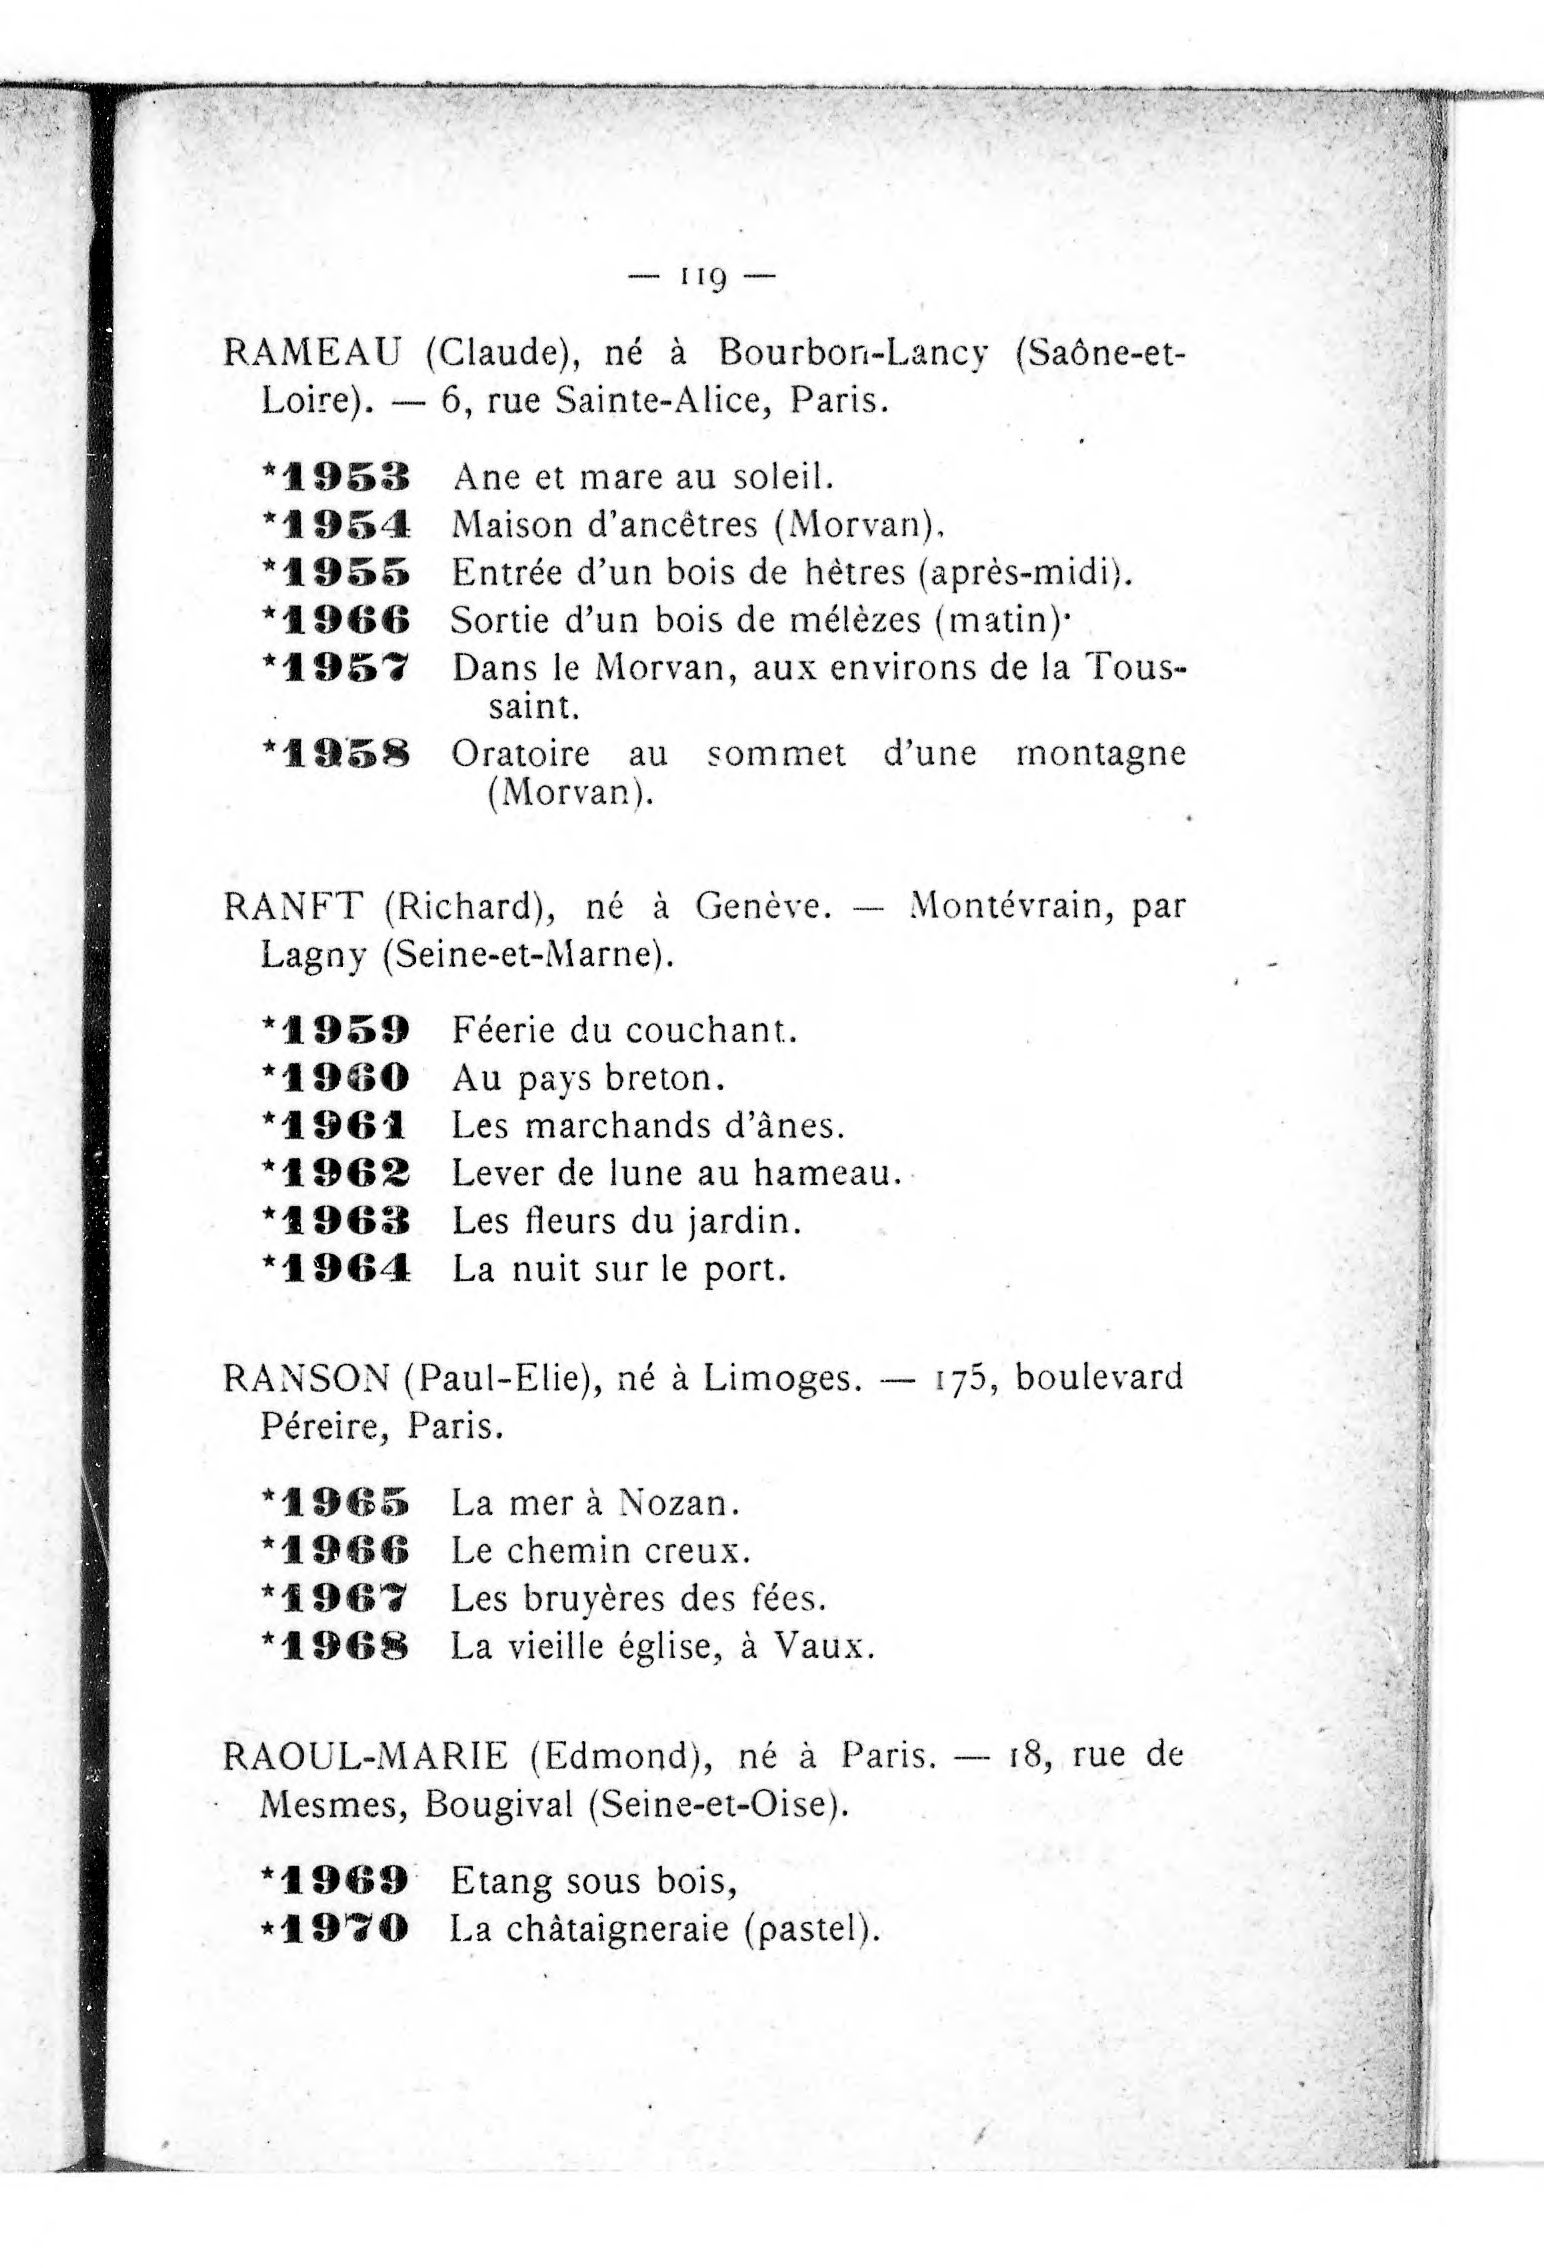 — 119 —
RAMEAU (Claude), né à Bourbon-Lancy (Saône-et-
Loire). — 6, rue Sainte-Alice, Paris.
*1953 Ane et mare au soleil.
*1954 Maison d'ancêtres (Morvan).
*1955 Entrée d'un bois de hêtres (après-midi).
*1966 Sortie d'un bois de mélèzes (matin)·
*1957 Dans le Morvan, aux environs de la Tous-
saint.
*1958 Oratoire au sommet d'une montagne
(Morvan).
RANFT (Richard), né à Genève. — Montévrain, par
Lagny (Seine-et-Marne).
*1959 Féerie du couchant.
*1960 Au pays breton.
*1961 Les marchands d'ânes.
*1962 Lever de lune au hameau.
*1963 Les fleurs du jardin.
*1964 La nuit sur le port.
RANSON (Paul-Elie), né à Limoges. — 175, boulevard
Péreire, Paris.
*1965 La mer à Nozan.
*1966 Le chemin creux.
*1967 Les bruyères des fées.
*1968 La vieille église, à Vaux.
RAOUL-MARIE (Edmond), né à Paris. — 18, rue de
Mesmes, Bougival (Seine-et-Oise).
*1969 Etang sous bois,
*1970 La châtaigneraie (pastel).